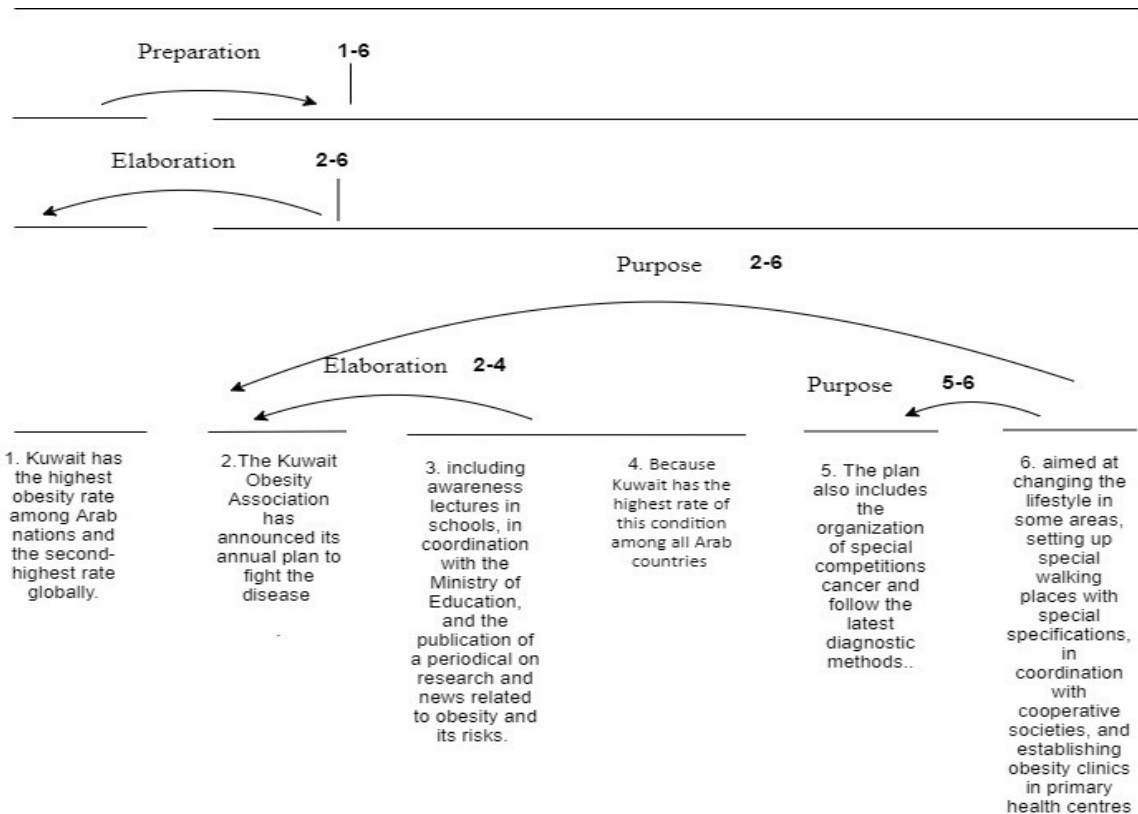 Preparation 1-6
Elaboration 2-6
Purpose 2-6
Elaboration 2-4
Purpose 5-6
1. Kuwait has
the highest
obesity rate
among Arab
nations and
the second-
highest rate
globally.
2.The Kuwait
Obesity
Association
has
announced its
annual plan to
fight the
disease
.
3. including
awareness
lectures in
schools, in
coordination
with the
Ministry of
Education,
and the
publication of
a periodical on
research and
news related
to obesity and
its risks.
4. Because
Kuwait has the
highest rate of
this condition
among all Arab
countries
5. The plan
also includes
the
organization
of special
competitions
cancer and
follow the
latest
diagnostic
methods..
6. aimed at
changing the
lifestyle in
some areas,
setting up
special
walking
places with
special
specifications,
in
coordination
with
cooperative
societies, and
establishing
obesity clinics
in primary
health centres